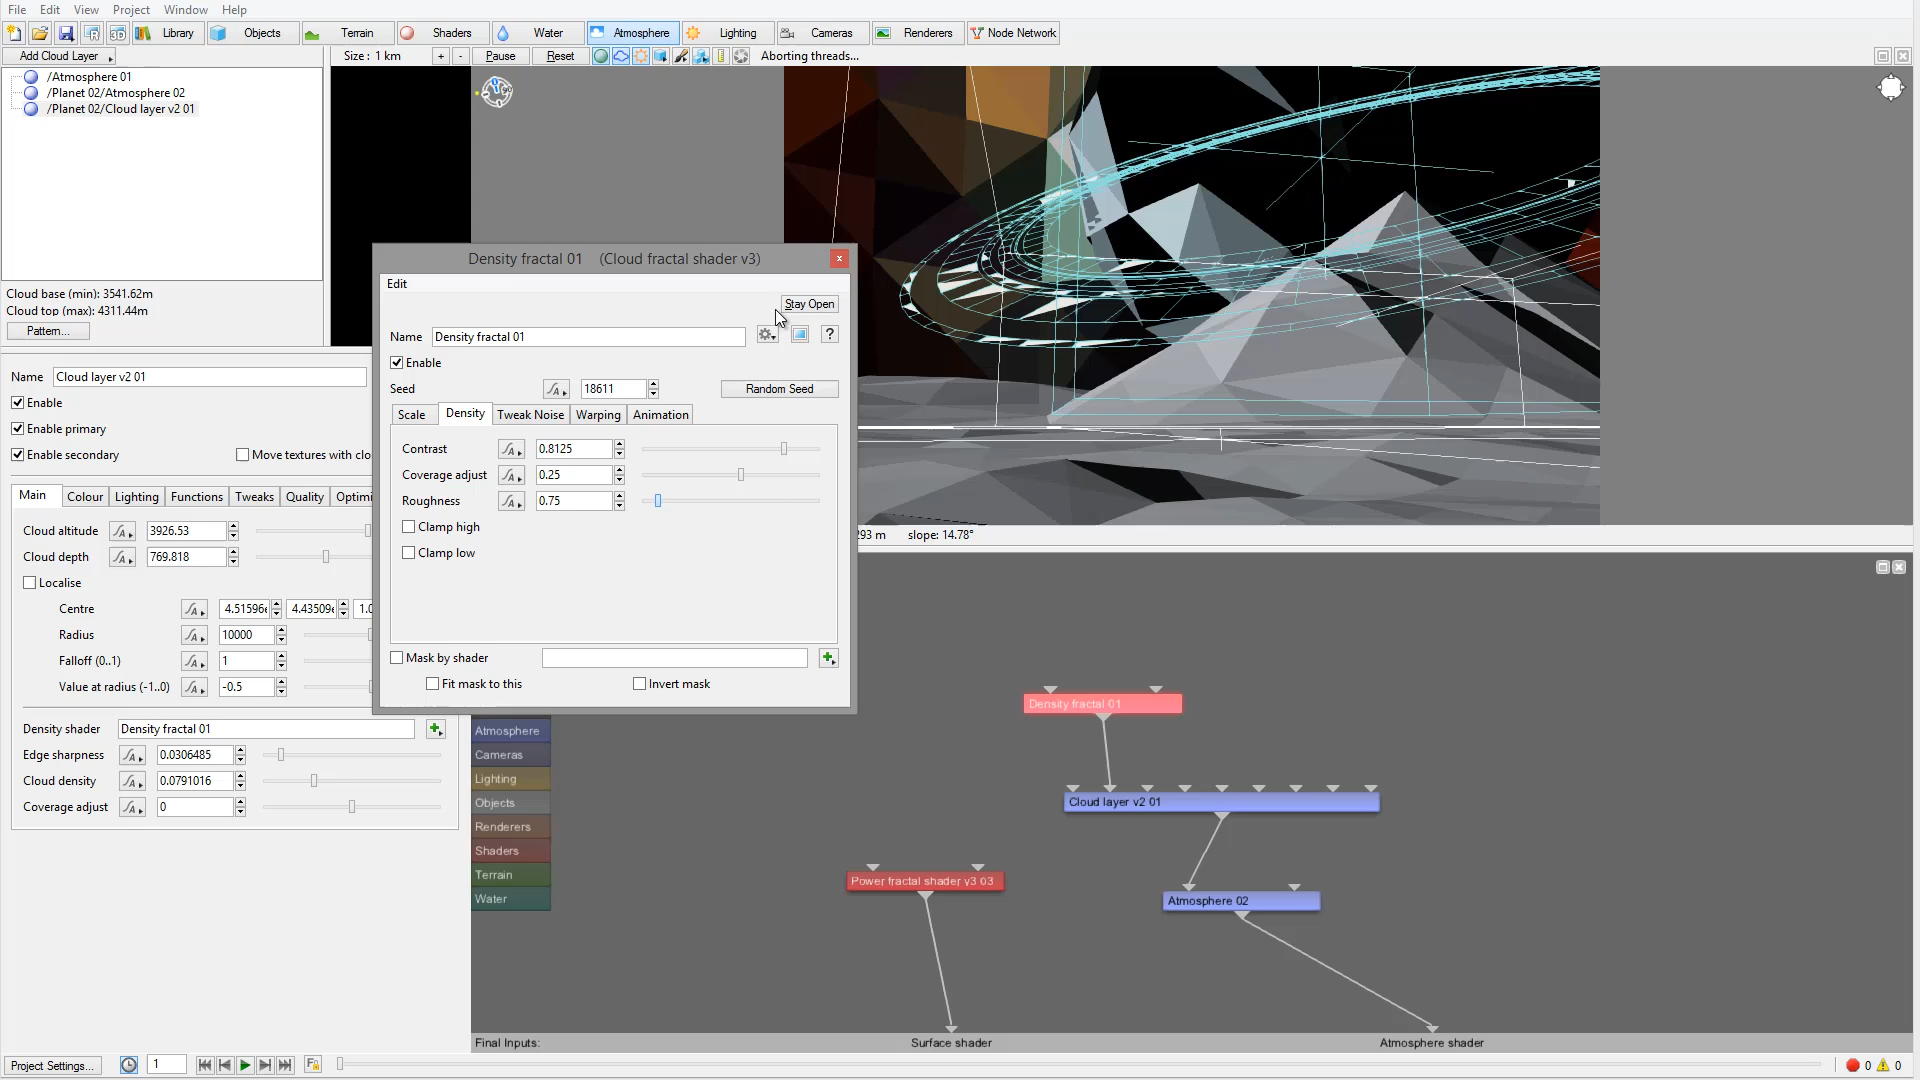 File Edit View Project Window Help
Library Objects Terrain Shaders Water Atmosphere Lighting Cameras Renderers Node Network
Add Cloud Layer Size : 1 km + - Pause Reset Aborting threads...
/Atmosphere 01
/Planet 02/Atmosphere 02
/Planet 02/Cloud layer v2 01
Cloud base (min): 3541.62m
Cloud top (max): 4311.44m
Pattern...
Name Cloud layer v2 01
Enable
Enable primary
Enable secondary Move textures with clo
Main Colour Lighting Functions Tweaks Quality Optimi
Cloud altitude 3926.53
Cloud depth 769.818
Localise
Centre 4.51596e 4.43509e 1.0
Radius 10000
Falloff (0..1) 1
Value at radius (-1..0) -0.5
Density shader Density fractal 01
Edge sharpness 0.0306485
Cloud density 0.0791016
Coverage adjust 0
Density fractal 01 (Cloud fractal shader v3) x
Edit
Stay Open
Name Density fractal 01 ?
Enable
Seed 18611 Random Seed
Scale Density Tweak Noise Warping Animation
Contrast 0.8125
Coverage adjust 0.25
Roughness 0.75
Clamp high
Clamp low
Mask by shader
Fit mask to this Invert mask
293 m slope: 14.78°
Atmosphere
Cameras
Lighting
Objects
Renderers
Shaders
Terrain
Water
Density fractal 01
Cloud layer v2 01
Power fractal shader v3 03
Atmosphere 02
Final Inputs: Surface shader Atmosphere shader
Project Settings... 1 0 0